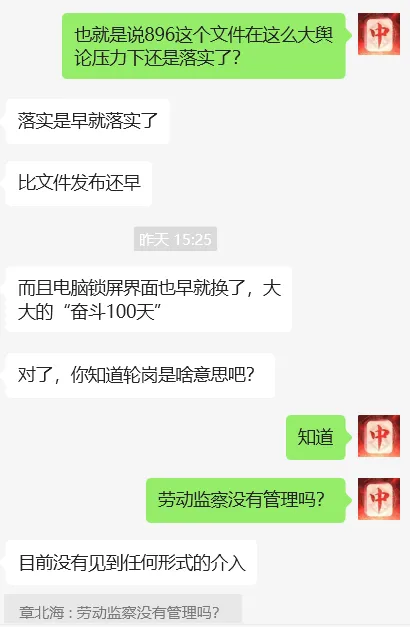 也就是说896这个文件在这么大舆
论压力下还是落实了？
中
落实是早就落实了
比文件发布还早
昨天 15:25
而且电脑锁屏界面也早就换了，大
大的“奋斗100天”
对了，你知道轮岗是啥意思吧？
知道
中
劳动监察没有管理吗？
中
目前没有见到任何形式的介入
章北海：劳动监察没有管理吗？